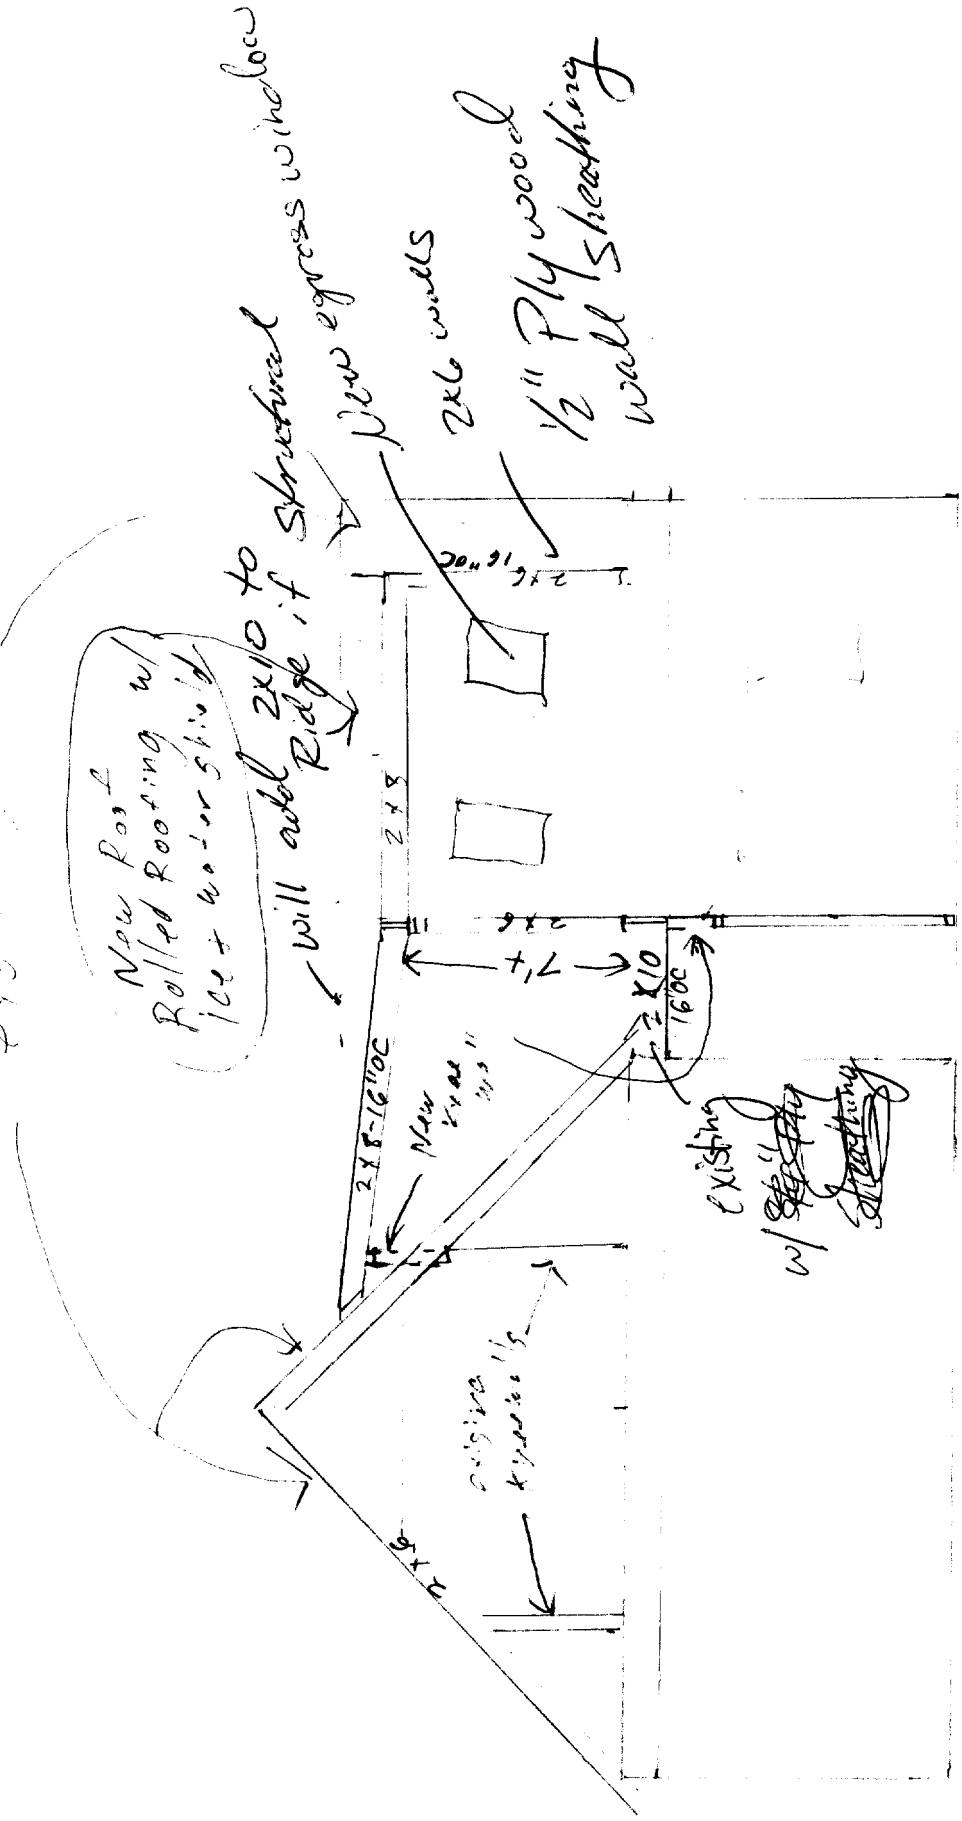 New Roof
Rolled Roofing w/
ice + water shield
will add 2x10 to
Ridge if structural
New egress window
2x6 walls
1/2" Plywood
wall sheathing
2x8-16"OC
2x8
2x6
16"OC
New
2x6
7'+
2x10
16"OC
2x6
existing
w/
sheathing
existing
kneewalls